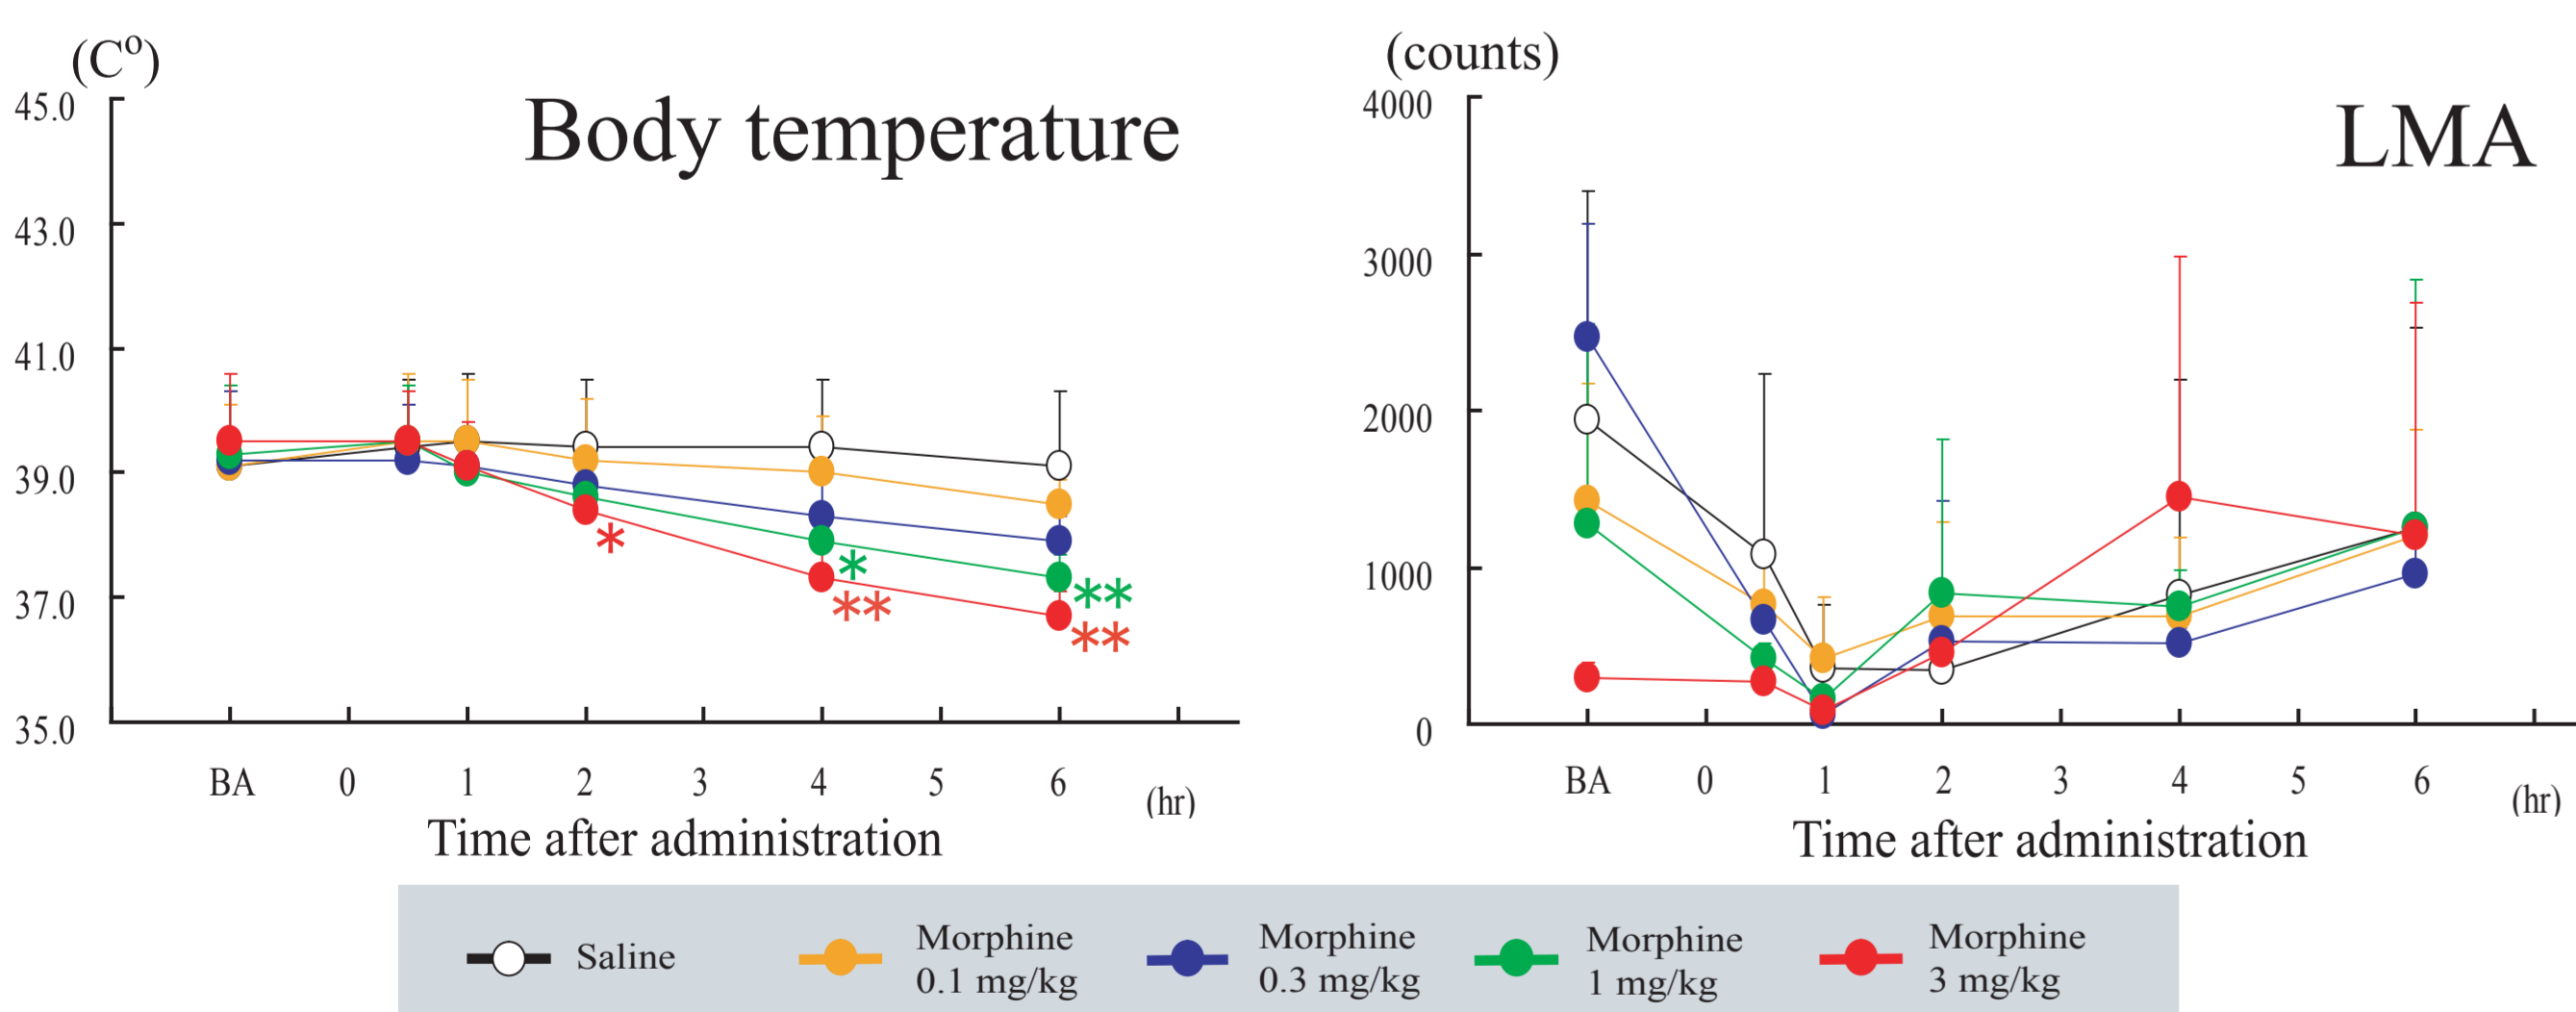 (C°)
Body temperature
45.0
43.0
41.0
39.0
37.0
35.0
*
*
**
**
**
BA 0 1 2 3 4 5 6 (hr)
Time after administration
(counts)
LMA
4000
3000
2000
1000
0
BA 0 1 2 3 4 5 6 (hr)
Time after administration
Saline
Morphine
0.1 mg/kg
Morphine
0.3 mg/kg
Morphine
1 mg/kg
Morphine
3 mg/kg